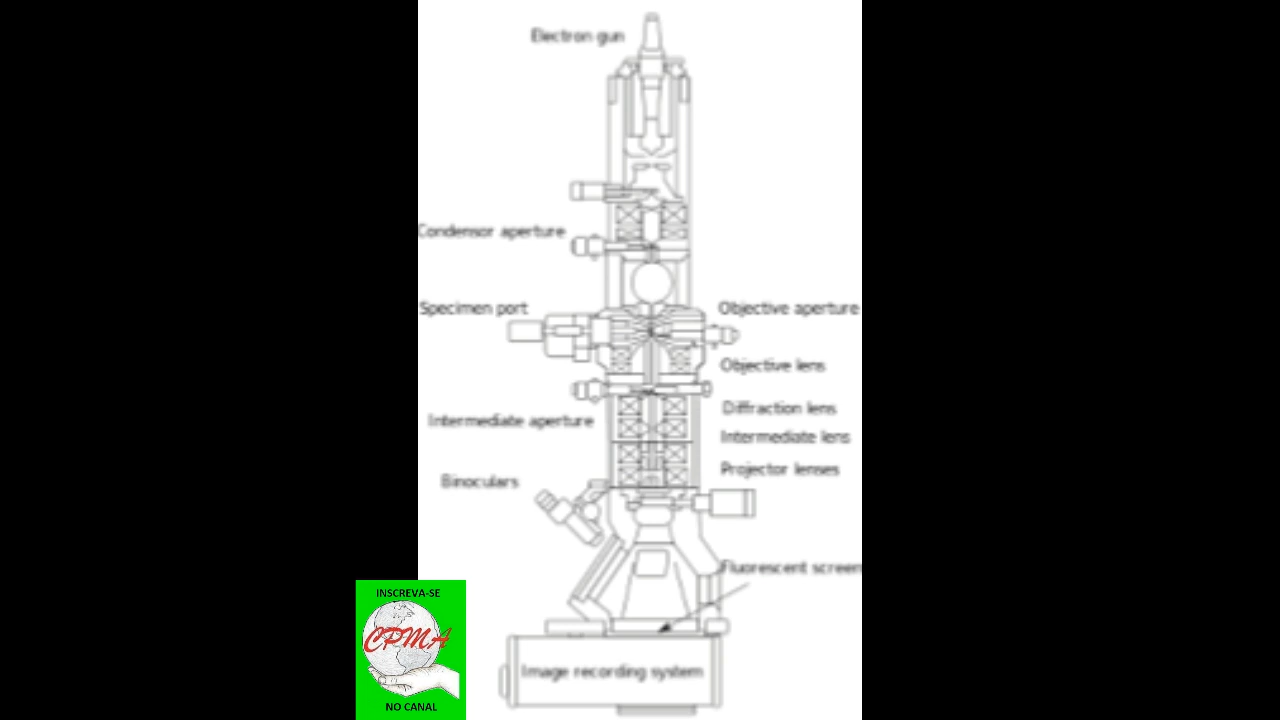 Electron gun
Condensor aperture
Specimen port
Objective aperture
Objective lens
Diffraction lens
Intermediate aperture
Intermediate lens
Projector lenses
Binoculars
Fluorescent screen
Image recording system
INSCREVA-SE
CPMA
NO CANAL